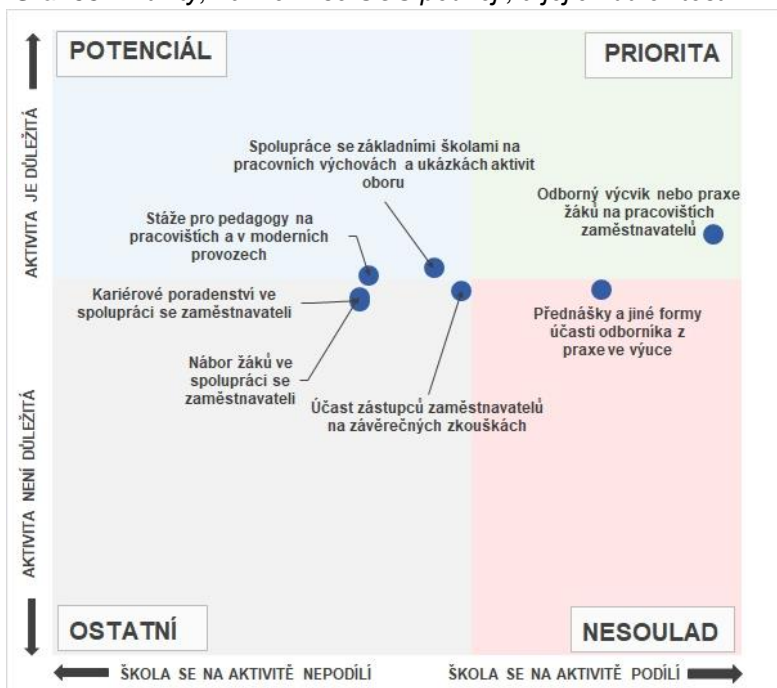 POTENCIÁL
PRIORITA
Spolupráce se základními školami na
pracovních výchovách a ukázkách aktivit
oboru
Odborný výcvik nebo praxe
žáků na pracovištích
zaměstnavatelů
Stáže pro pedagogy na
pracovištích a v moderních
provozech
Kariérové poradenství ve
spolupráci se zaměstnavateli
Přednášky a jiné formy
účasti odborníka z
praxe ve výuce
Nábor žáků ve
spolupráci se
zaměstnavateli
Účast zástupců zaměstnavatelů
na závěrečných zkouškách
AKTIVITA JE DŮLEŽITÁ
AKTIVITA NENÍ DŮLEŽITÁ
OSTATNÍ
NESOULAD
ŠKOLA SE NA AKTIVITĚ NEPODÍLÍ
ŠKOLA SE NA AKTIVITĚ PODÍLÍ